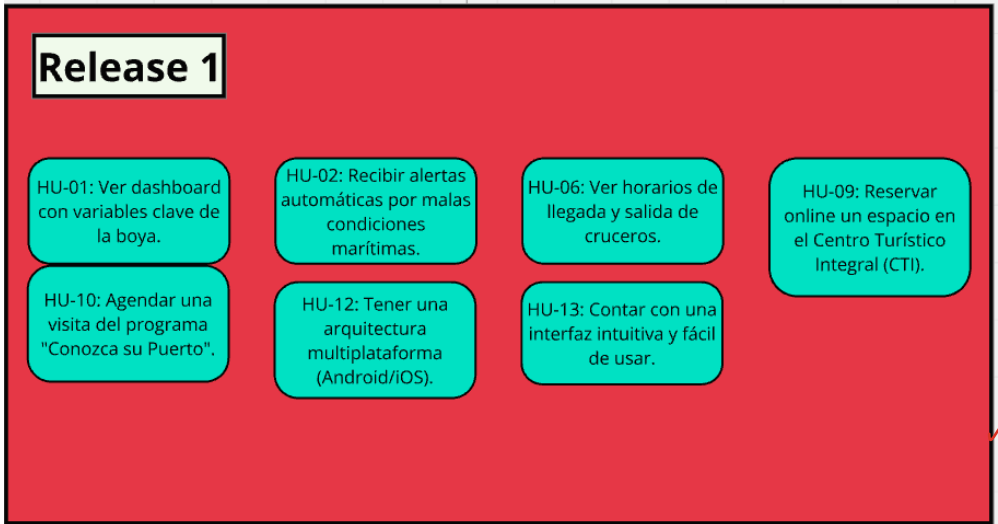 Release 1
HU-01: Ver dashboard
con variables clave de
la boya.
HU-02: Recibir alertas
automáticas por malas
condiciones
marítimas.
HU-06: Ver horarios de
llegada y salida de
cruceros.
HU-09: Reservar
online un espacio en
el Centro Turístico
Integral (CTI).
HU-10: Agendar una
visita del programa
"Conozca su Puerto".
HU-12: Tener una
arquitectura
multiplataforma
(Android/iOS).
HU-13: Contar con una
interfaz intuitiva y fácil
de usar.